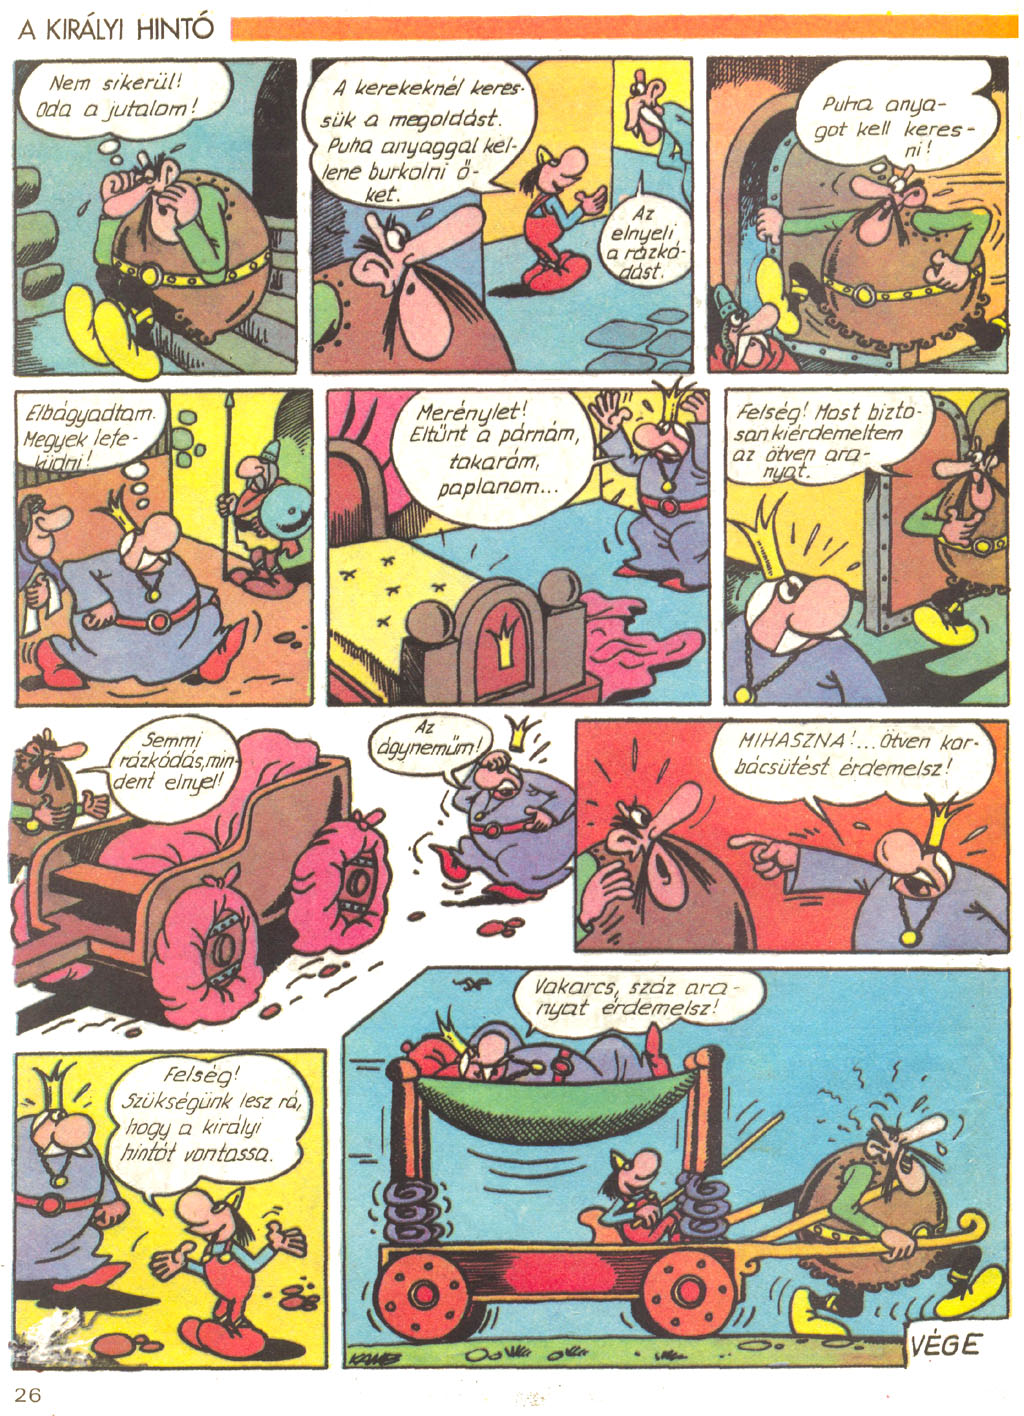 A KIRÁLYI HINTÓ
Nem sikerül!
Oda a jutalom!
A kerekeknél keres-
sük a megoldást.
Puha anyaggal kel-
lene burkolni ő-
ket.
Az
elnyeli
a rázkó-
dást.
Puha anya-
got kell keres-
ni!
Elbágyadtam.
Megyek lefe-
küdni!
Merénylet!
Eltűnt a párnám,
takaróm,
paplanom...
Felség! Most bizto-
san kiérdemeltem
az ötven ara-
nyat.
Semmi
rázkódás, min-
dent elnyel!
Az
ágyneműm!
MIHASZNA!...Ötven kor-
bácsütést érdemelsz!
Felség!
Szükségünk lesz rá,
hogy a királyi
hintót vontassa.
Vakarcs, száz ara-
nyat érdemelsz!
KAME
VÉGE
26